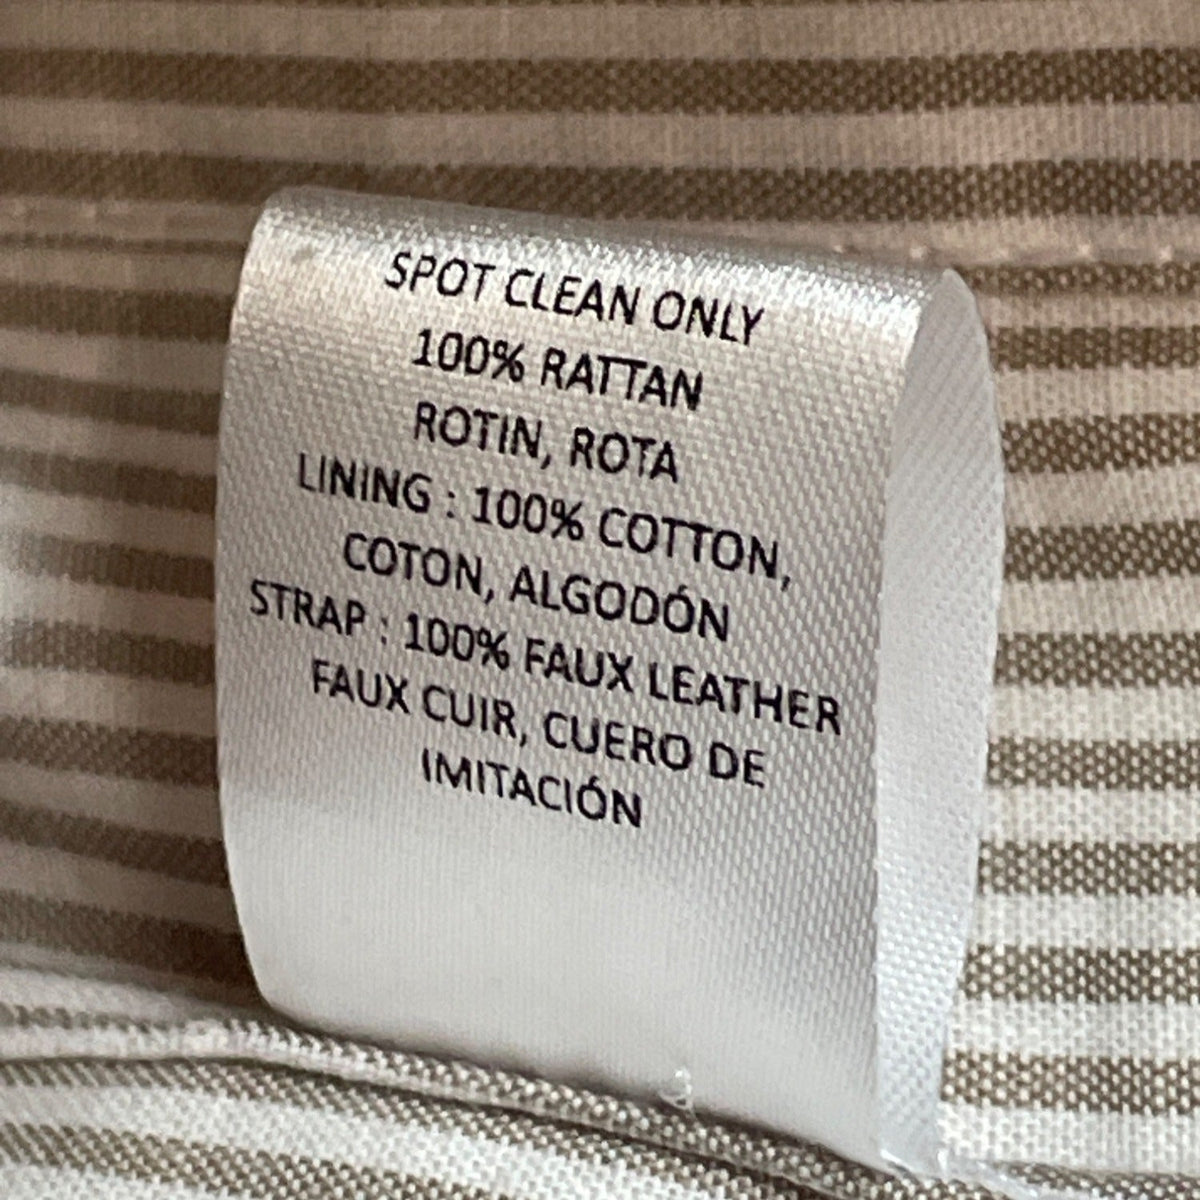 SPOT CLEAN ONLY
100% RATTAN
ROTIN, ROTA
LINING : 100% COTTON,
COTON, ALGODÓN
STRAP : 100% FAUX LEATHER
FAUX CUIR, CUERO DE
IMITACIÓN